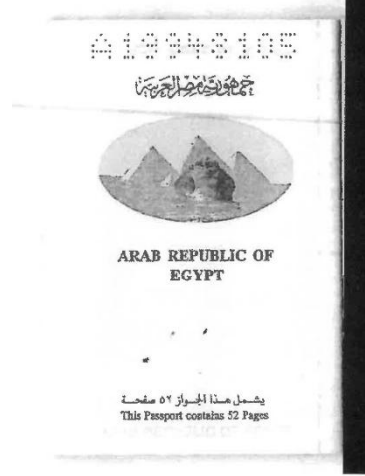 A19948105
جمهورية مصر العربية
ARAB REPUBLIC OF
EGYPT
يشمل هذا الجواز ٥٢ صفحة
This Passport contains 52 Pages